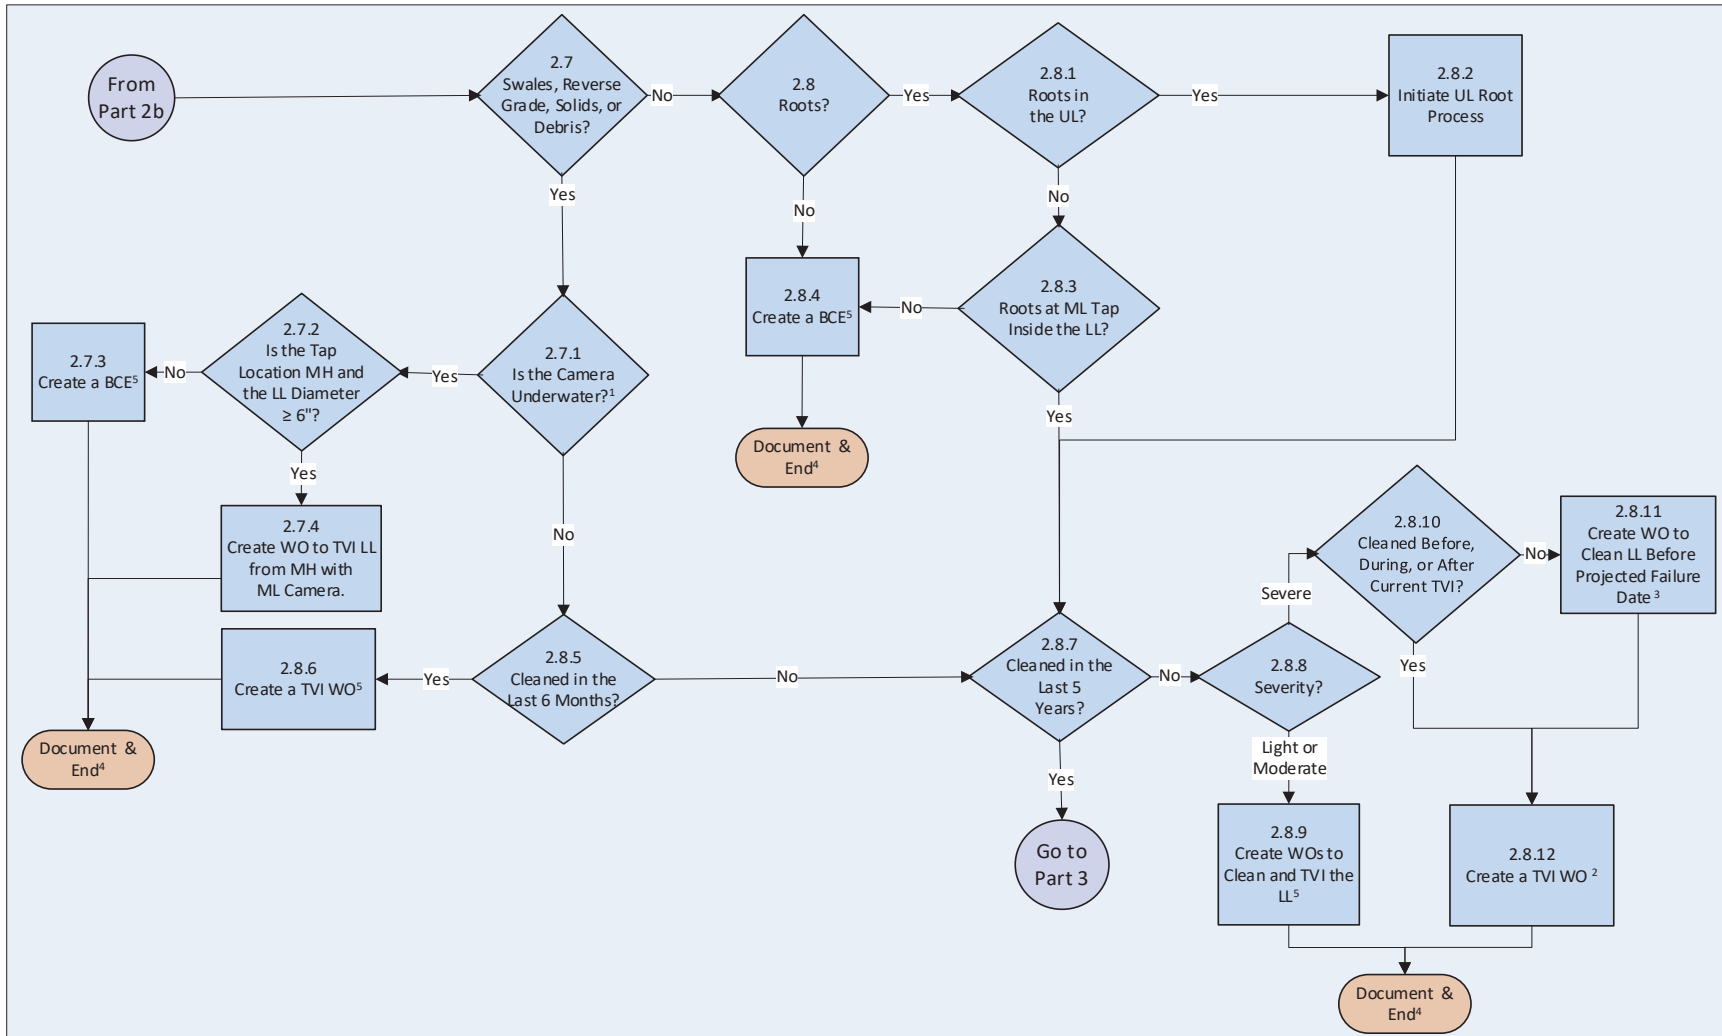 From
Part 2b
2.7
Swales, Reverse
Grade, Solids, or
Debris?
No
2.8
Roots?
Yes
2.8.1
Roots in
the UL?
Yes
2.8.2
Initiate UL Root
Process
Yes
No
No
2.8.4
Create a BCE⁵
No
2.8.3
Roots at ML Tap
Inside the LL?
2.7.3
Create a BCE⁵
No
2.7.2
Is the Tap
Location MH and
the LL Diameter
≥ 6"?
Yes
2.7.1
Is the Camera
Underwater?¹
Yes
Document &
End⁴
Yes
2.7.4
Create WO to TVI LL
from MH with
ML Camera.
No
2.8.10
Cleaned Before,
During, or After
Current TVI?
No
2.8.11
Create WO to
Clean LL Before
Projected Failure
Date ³
Severe
2.8.6
Create a TVI WO⁵
Yes
2.8.5
Cleaned in the
Last 6 Months?
No
2.8.7
Cleaned in the
Last 5
Years?
No
2.8.8
Severity?
Yes
Document &
End⁴
Yes
Light or
Moderate
Go to
Part 3
2.8.9
Create WOs to
Clean and TVI the
LL⁵
2.8.12
Create a TVI WO ²
Document &
End⁴